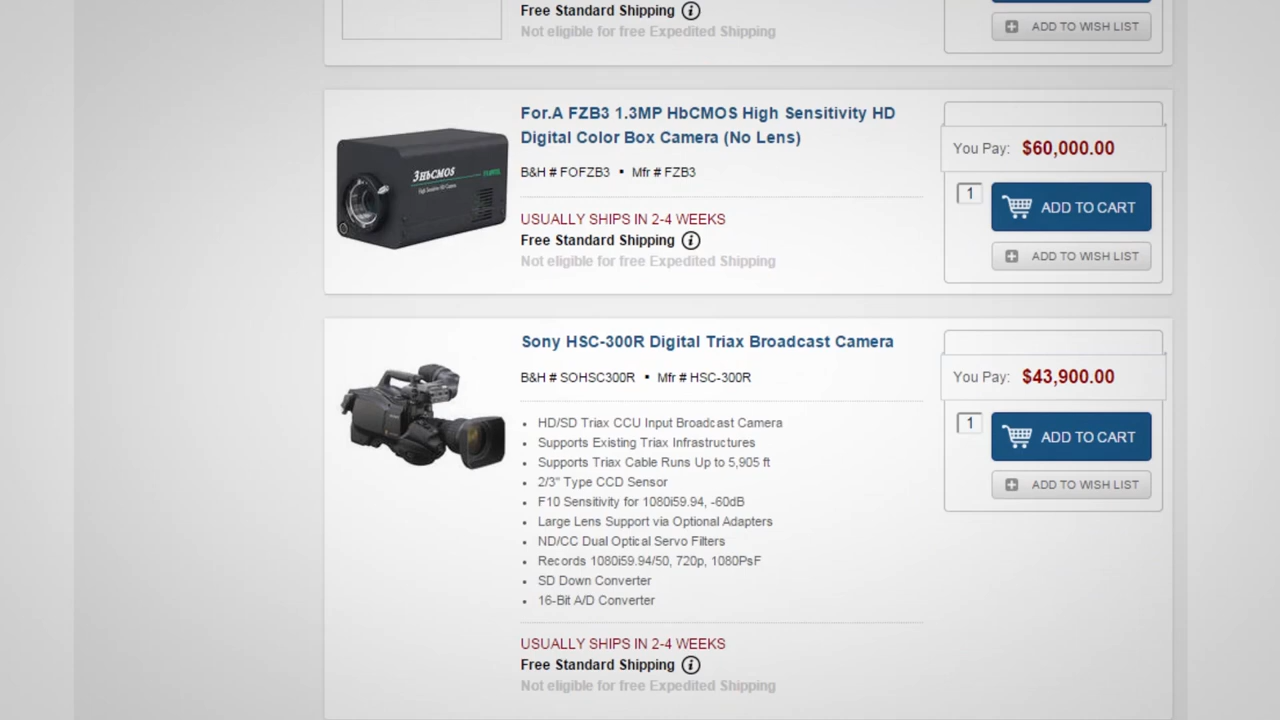 Free Standard Shipping
Not eligible for free Expedited Shipping
ADD TO WISH LIST
For.A FZB3 1.3MP HbCMOS High Sensitivity HD
Digital Color Box Camera (No Lens)
B&H # FOFZB3 • Mfr # FZB3
USUALLY SHIPS IN 2-4 WEEKS
Free Standard Shipping
Not eligible for free Expedited Shipping
3HbCMOS
High Sensitive HD Camera
You Pay: $60,000.00
1
ADD TO CART
ADD TO WISH LIST
Sony HSC-300R Digital Triax Broadcast Camera
B&H # SOHSC300R • Mfr # HSC-300R
• HD/SD Triax CCU Input Broadcast Camera
• Supports Existing Triax Infrastructures
• Supports Triax Cable Runs Up to 5,905 ft
• 2/3" Type CCD Sensor
• F10 Sensitivity for 1080i59.94, -60dB
• Large Lens Support via Optional Adapters
• ND/CC Dual Optical Servo Filters
• Records 1080i59.94/50, 720p, 1080PsF
• SD Down Converter
• 16-Bit A/D Converter
USUALLY SHIPS IN 2-4 WEEKS
Free Standard Shipping
Not eligible for free Expedited Shipping
You Pay: $43,900.00
1
ADD TO CART
ADD TO WISH LIST